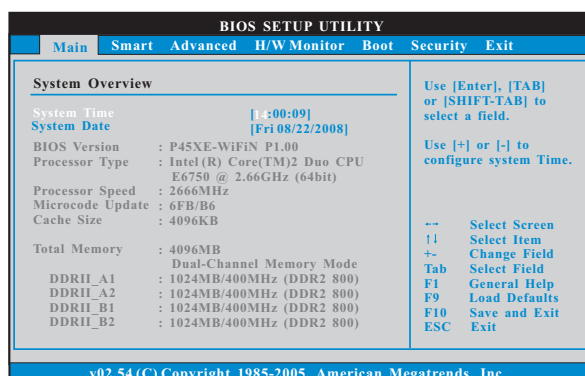 BIOS SETUP UTILITY
Main Smart Advanced H/W Monitor Boot Security Exit
System Overview
System Time [14:00:09]
System Date [Fri 08/22/2008]
BIOS Version : P45XE-WiFiN P1.00
Processor Type : Intel (R) Core(TM)2 Duo CPU
E6750 @ 2.66GHz (64bit)
Processor Speed : 2666MHz
Microcode Update : 6FB/B6
Cache Size : 4096KB
Total Memory : 4096MB
Dual-Channel Memory Mode
DDRII_A1 : 1024MB/400MHz (DDR2 800)
DDRII_A2 : 1024MB/400MHz (DDR2 800)
DDRII_B1 : 1024MB/400MHz (DDR2 800)
DDRII_B2 : 1024MB/400MHz (DDR2 800)
Use [Enter], [TAB]
or [SHIFT-TAB] to
select a field.
Use [+] or [-] to
configure system Time.
←→ Select Screen
↑↓ Select Item
+- Change Field
Tab Select Field
F1 General Help
F9 Load Defaults
F10 Save and Exit
ESC Exit
v02.54 (C) Copyright 1985-2005, American Megatrends, Inc.